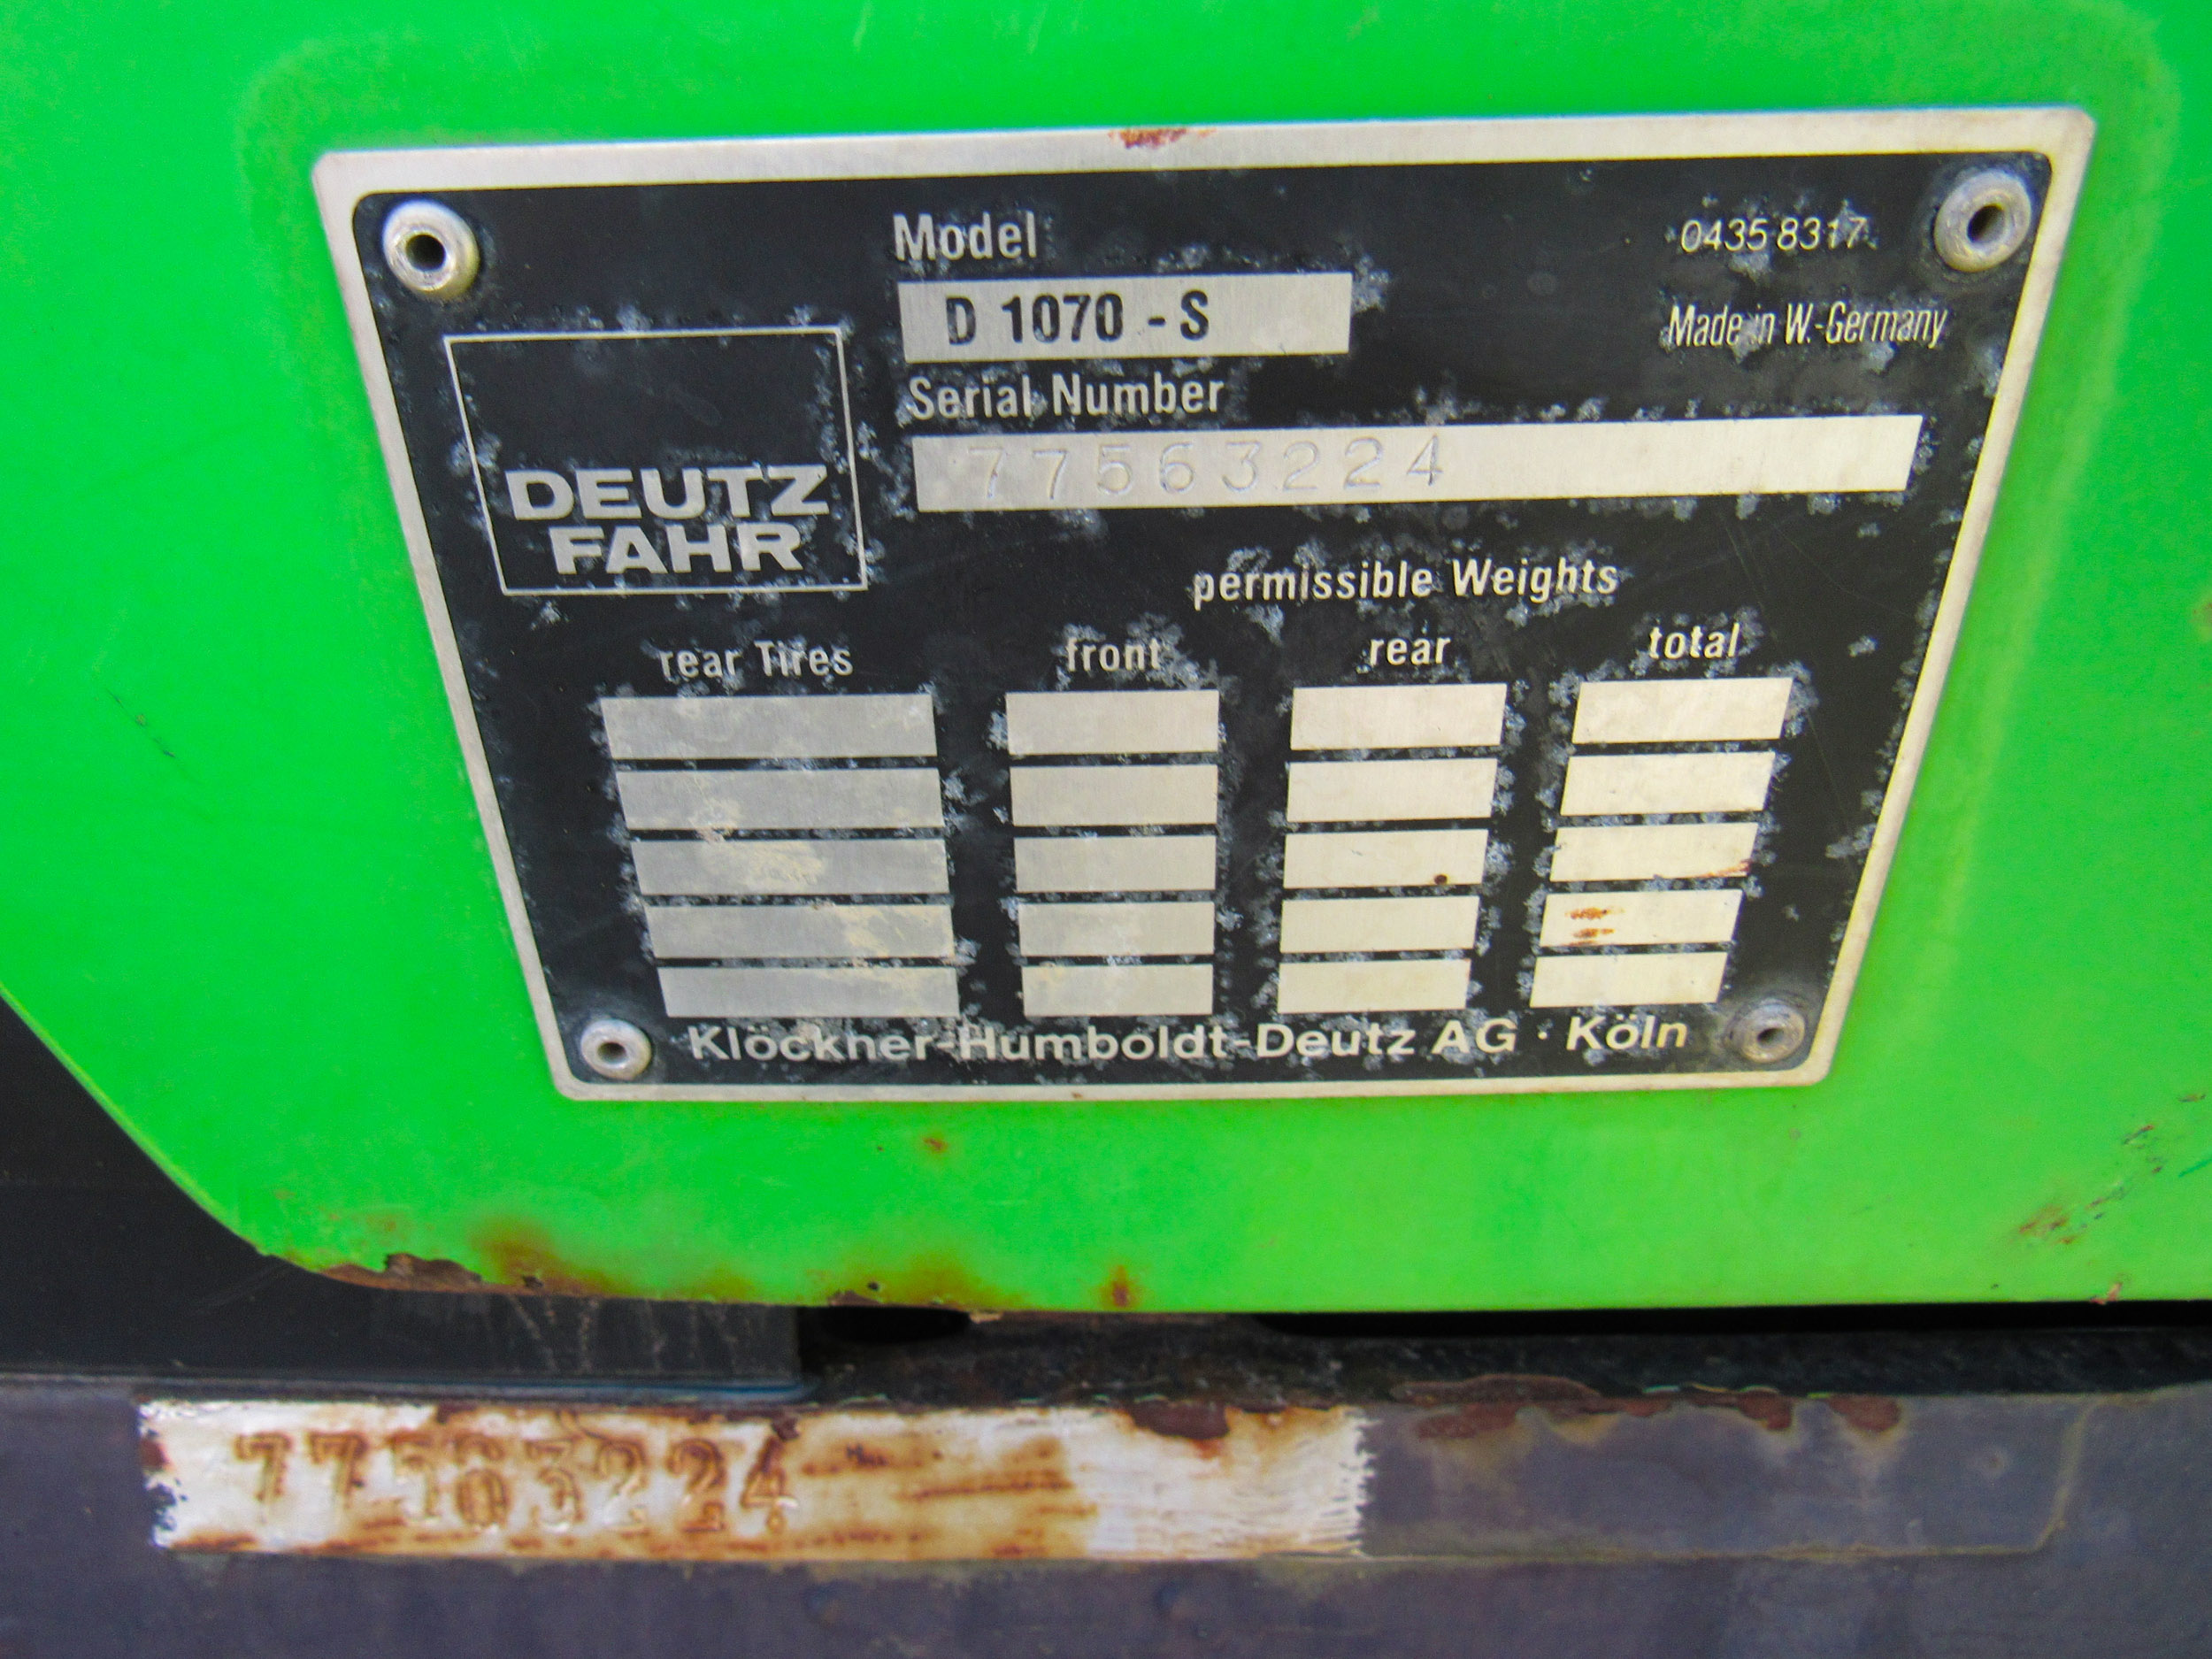 Model
0435 8317
D 1070 - S
Made in W.-Germany
Serial Number
77563224
DEUTZ
FAHR
permissible Weights
rear Tires front rear total
Klöckner-Humboldt-Deutz AG · Köln
77563224